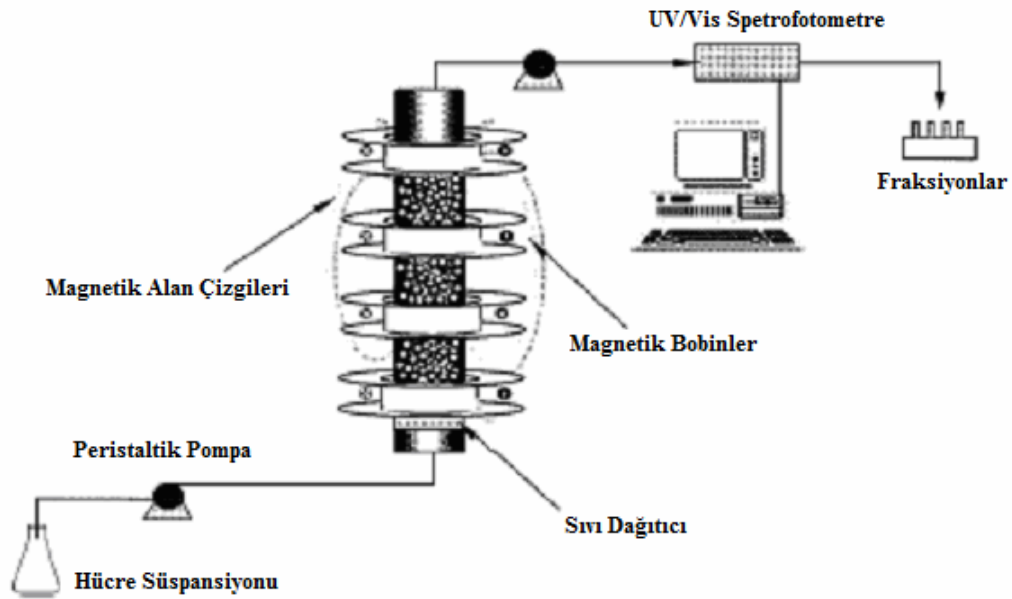 UV/Vis Spetrofotometre
Fraksiyonlar
Magnetik Alan Çizgileri
Magnetik Bobinler
Peristaltik Pompa
Sıvı Dağıtıcı
Hücre Süspansiyonu